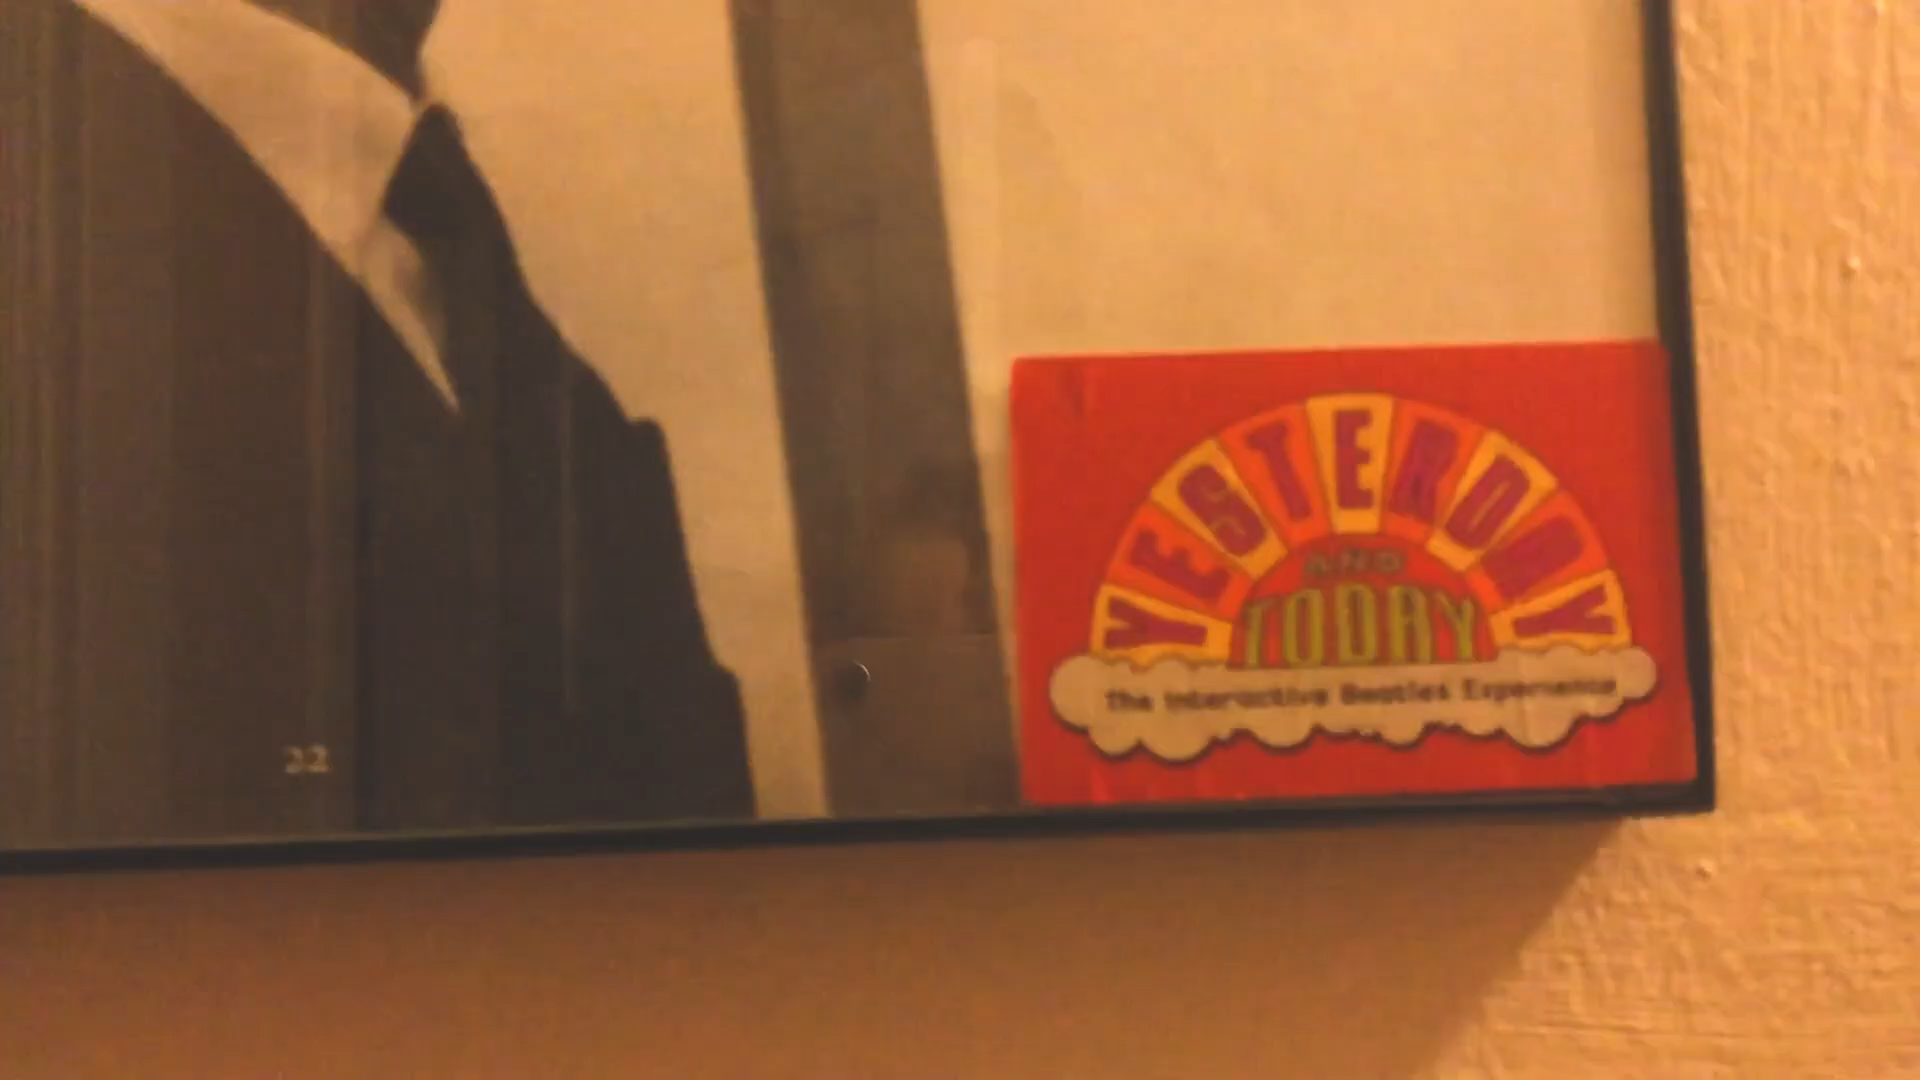 YESTERDAY
AND
TODAY
The Interactive Beatles Experience
22